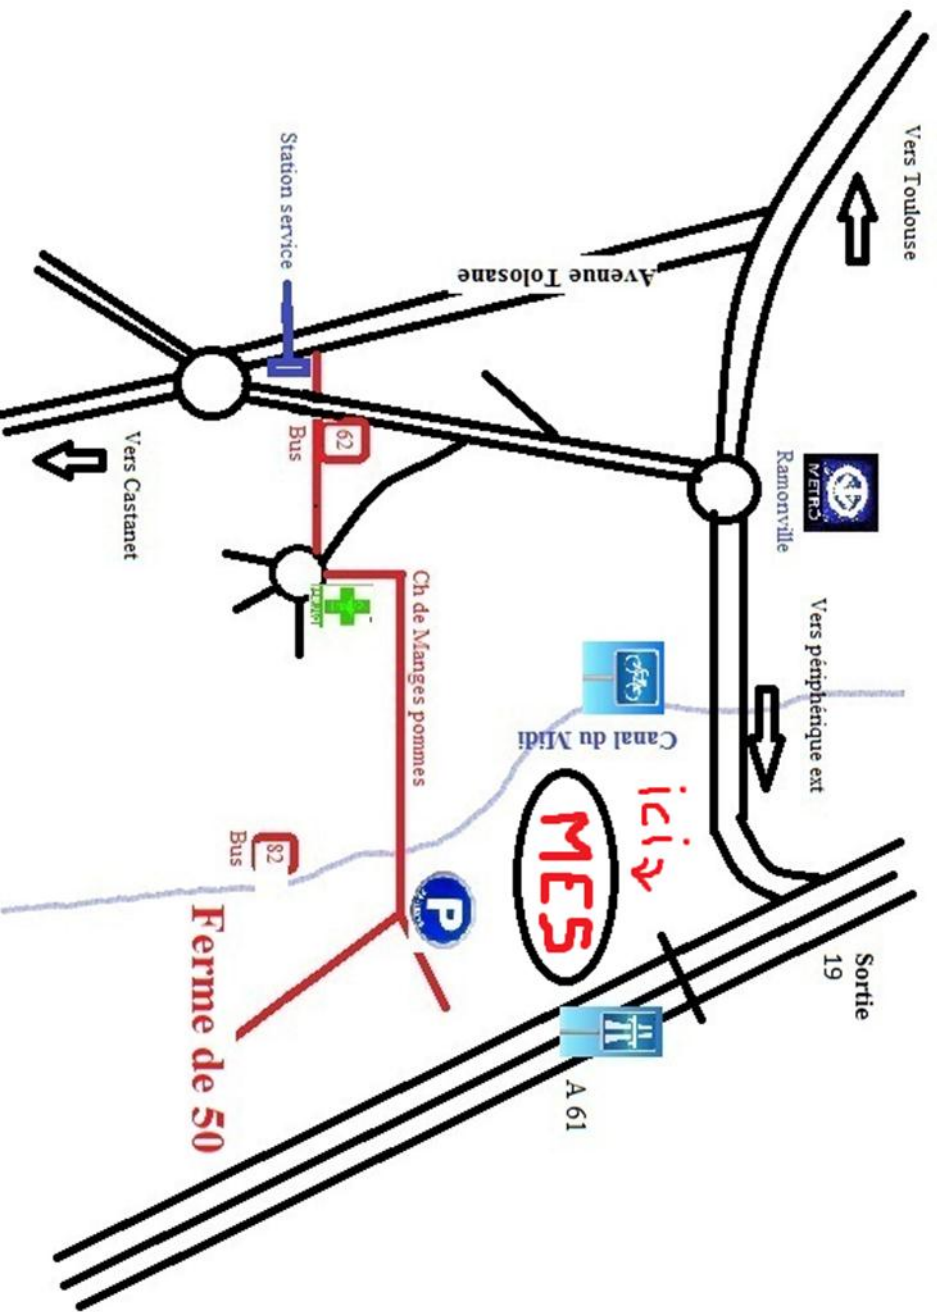 Vers Toulouse
Sortie
19
METRO
Vers périphérique ext
Ramonville
Avenue Tolosane
Canal du Midi
ici
MES
A 61
P
Ch de Manges pommes
62
Bus
Station service
82
Bus
Ferme de 50
Vers Castanet